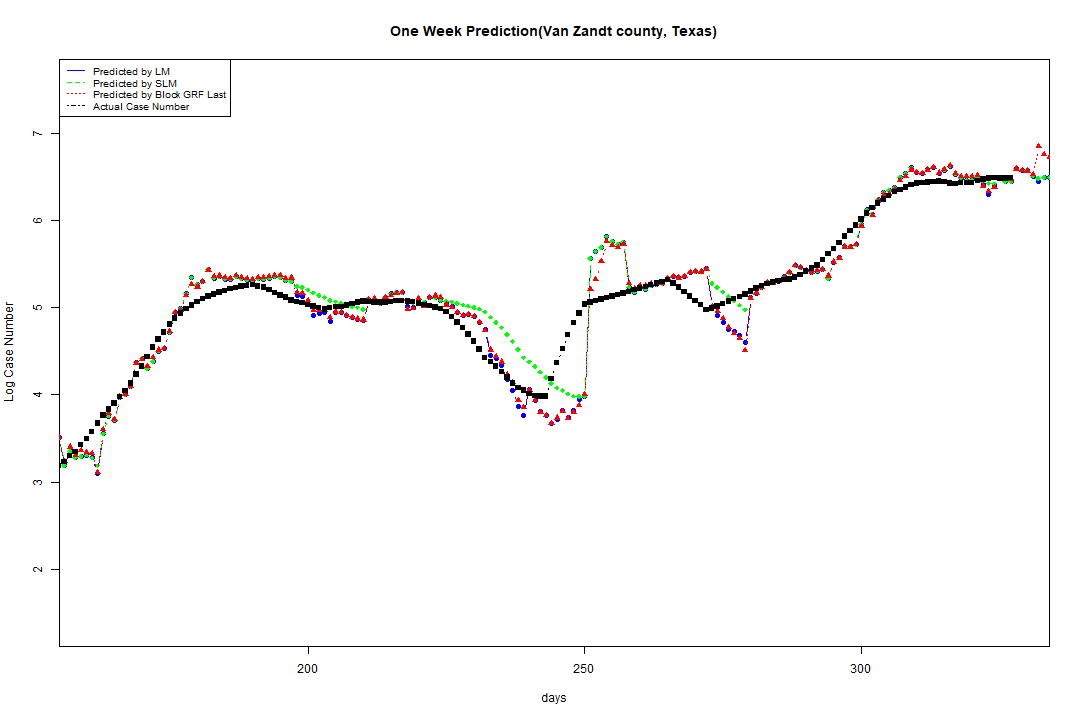 One Week Prediction(Van Zandt county, Texas)
Predicted by LM
Predicted by SLM
Predicted by Block GRF Last
Actual Case Number
7
6
5
4
3
2
Log Case Number
200
250
300
days